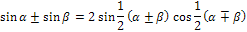 sin α ± sin β = 2 sin 1/2 (α ± β) cos 1/2 (α ∓ β)